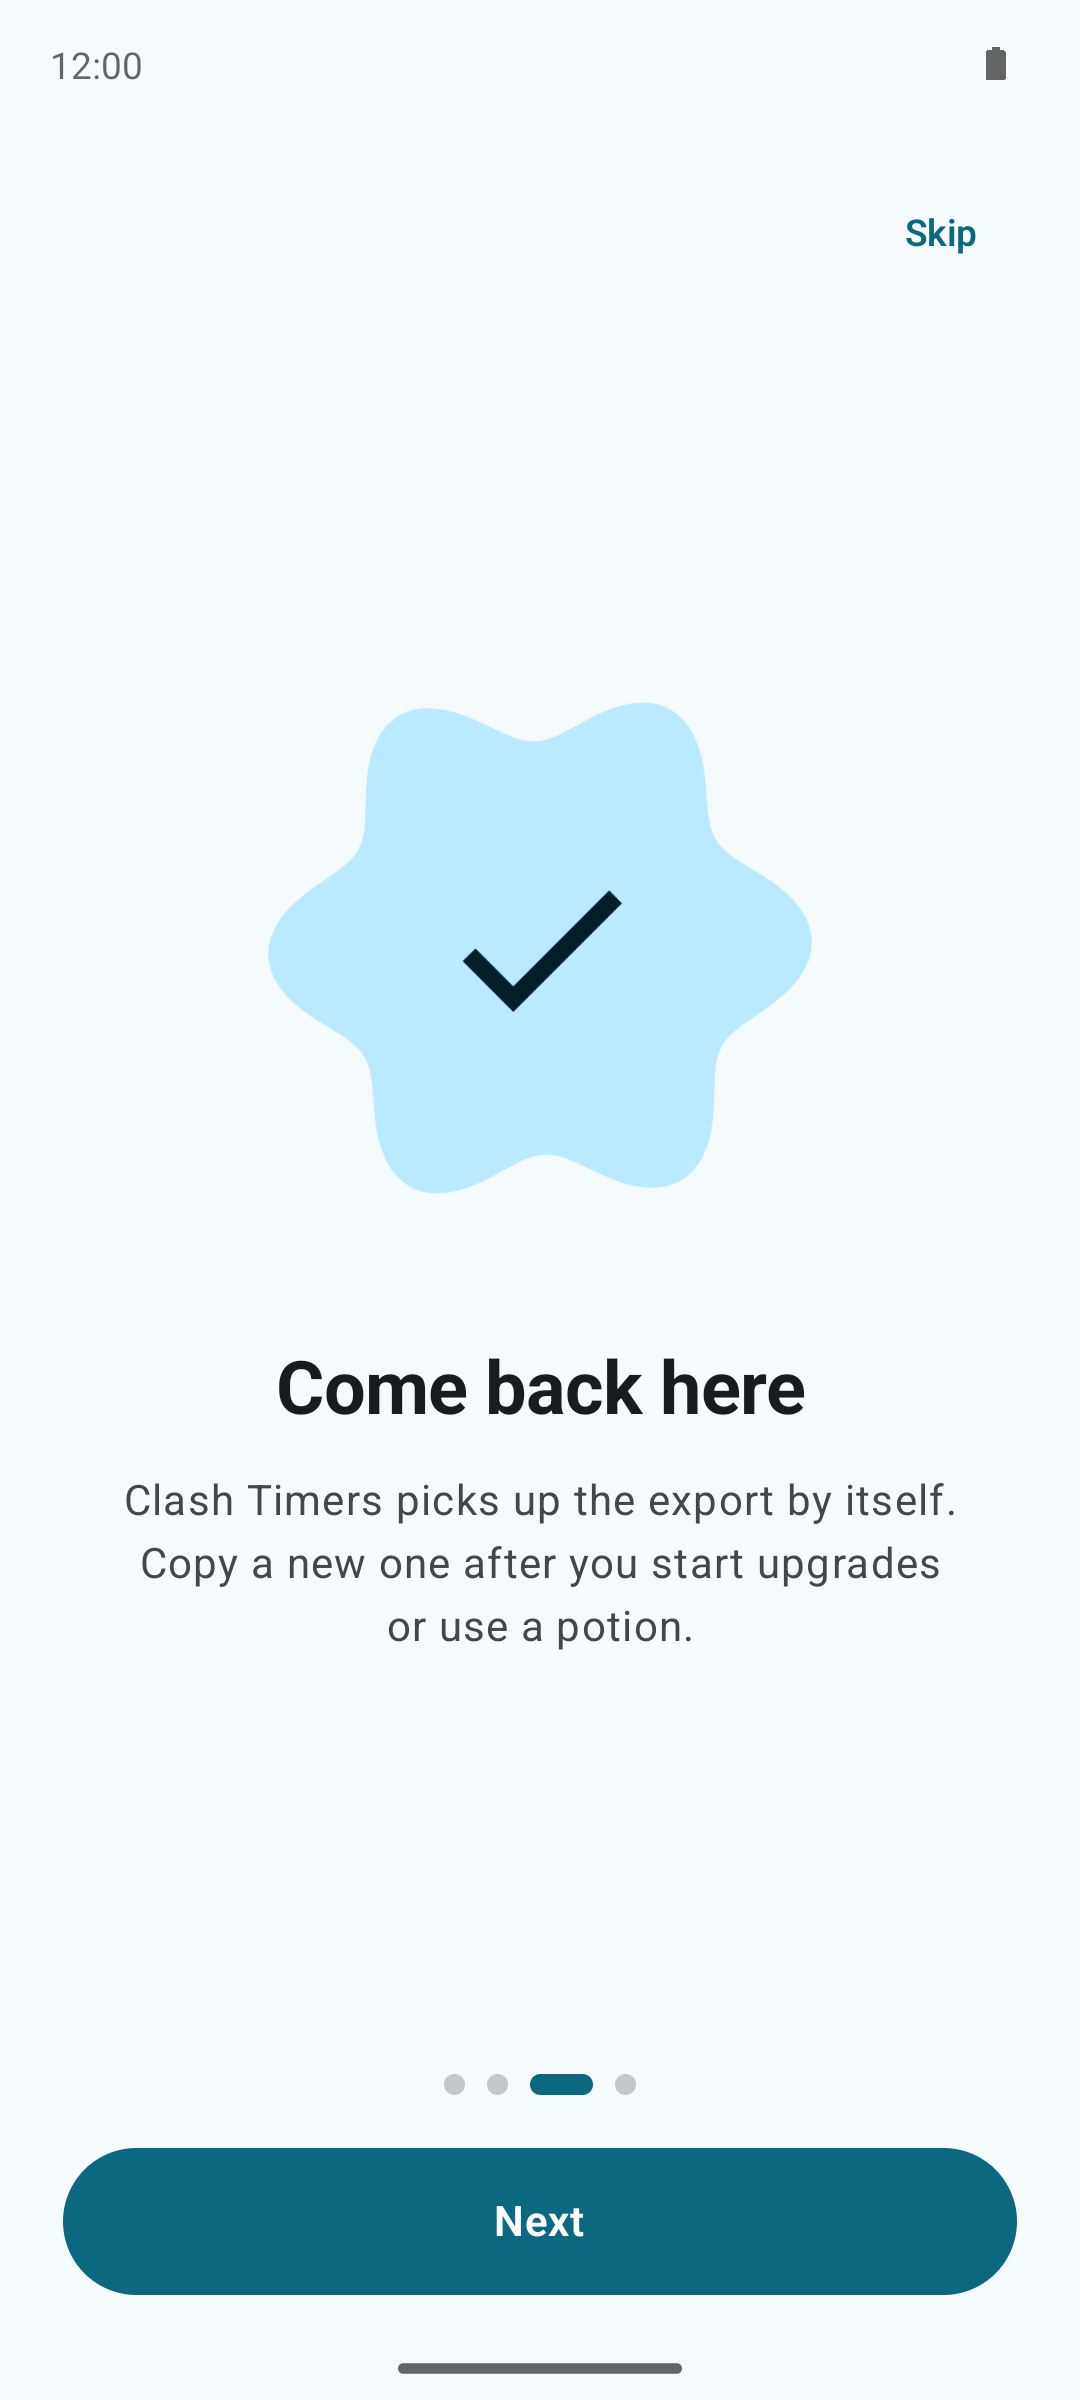 12:00
Skip
Come back here
Clash Timers picks up the export by itself.
Copy a new one after you start upgrades
or use a potion.
Next